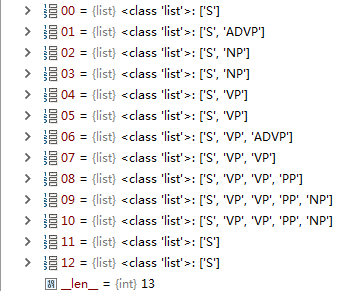 00 = {list} <class 'list'>: ['S']
01 = {list} <class 'list'>: ['S', 'ADVP']
02 = {list} <class 'list'>: ['S', 'NP']
03 = {list} <class 'list'>: ['S', 'NP']
04 = {list} <class 'list'>: ['S', 'VP']
05 = {list} <class 'list'>: ['S', 'VP']
06 = {list} <class 'list'>: ['S', 'VP', 'ADVP']
07 = {list} <class 'list'>: ['S', 'VP', 'VP']
08 = {list} <class 'list'>: ['S', 'VP', 'VP', 'PP']
09 = {list} <class 'list'>: ['S', 'VP', 'VP', 'PP', 'NP']
10 = {list} <class 'list'>: ['S', 'VP', 'VP', 'PP', 'NP']
11 = {list} <class 'list'>: ['S']
12 = {list} <class 'list'>: ['S']
__len__ = {int} 13